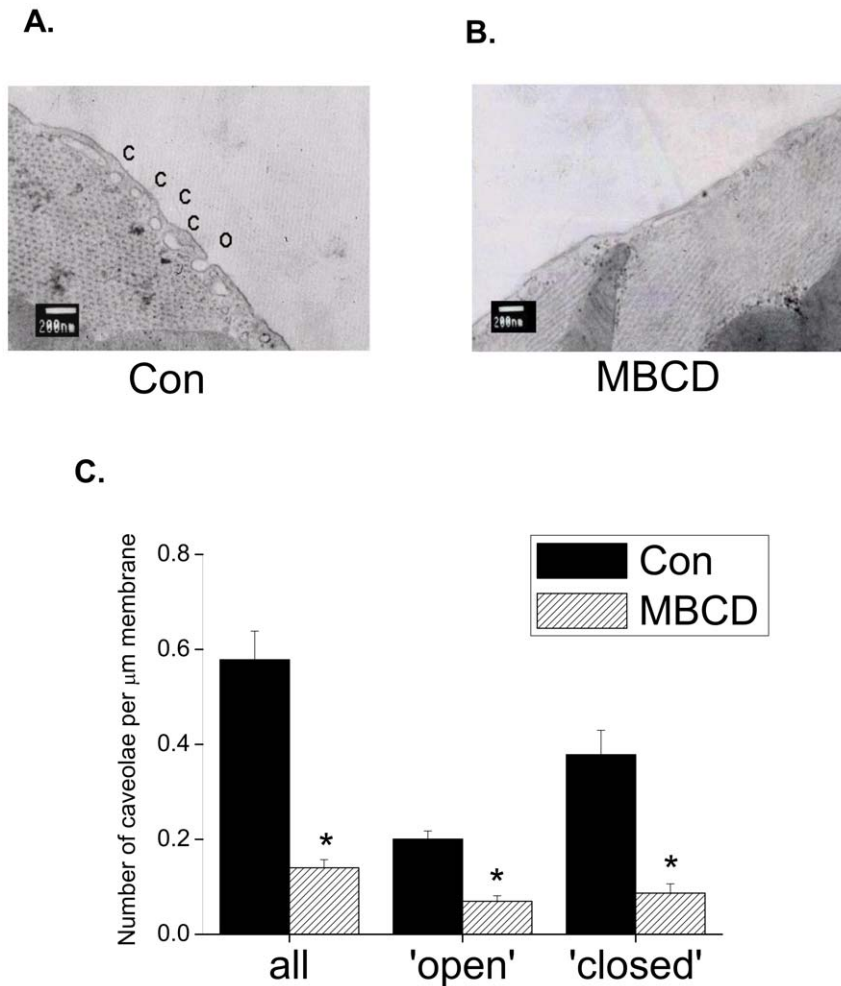 A.
B.
C
C
C
C
O
200nm
200nm
Con
MBCD
C.
Number of caveolae per μm membrane
0.8
0.6
0.4
0.2
0.0
Con
MBCD
*
*
*
all
'open'
'closed'